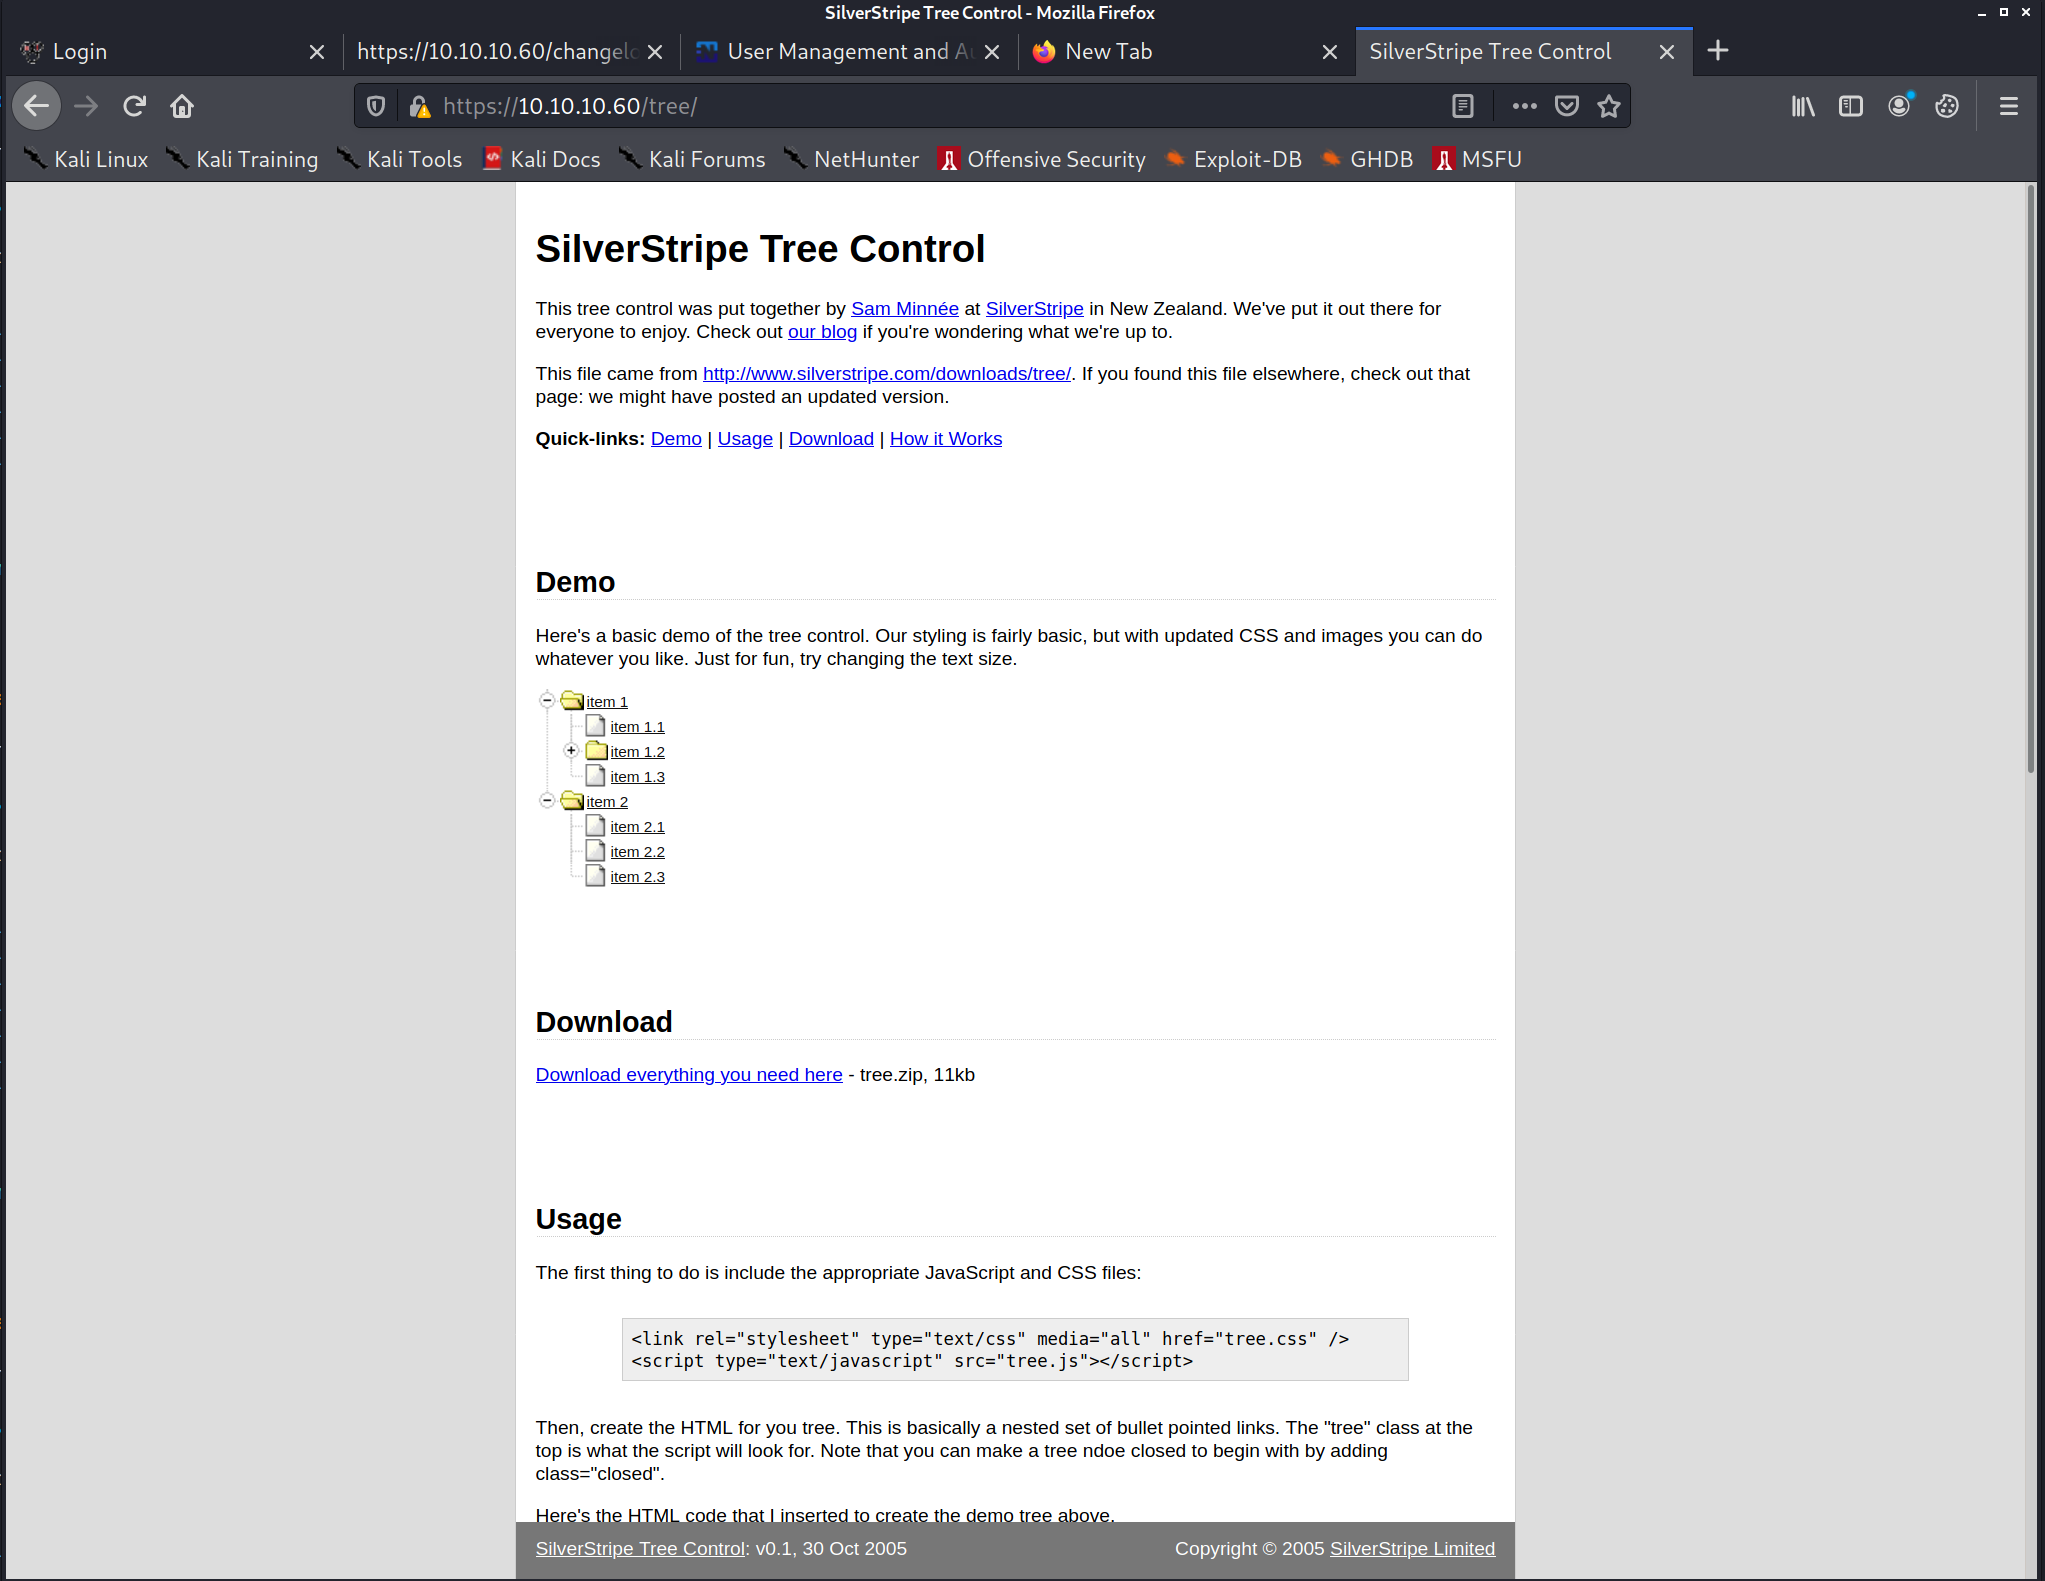 SilverStripe Tree Control - Mozilla Firefox
Login
https://10.10.10.60/changelo
User Management and Au
New Tab
SilverStripe Tree Control
https://10.10.10.60/tree/
Kali Linux
Kali Training
Kali Tools
Kali Docs
Kali Forums
NetHunter
Offensive Security
Exploit-DB
GHDB
MSFU
SilverStripe Tree Control
This tree control was put together by Sam Minnée at SilverStripe in New Zealand. We've put it out there for
everyone to enjoy. Check out our blog if you're wondering what we're up to.
This file came from http://www.silverstripe.com/downloads/tree/. If you found this file elsewhere, check out that
page: we might have posted an updated version.
Quick-links: Demo | Usage | Download | How it Works
Demo
Here's a basic demo of the tree control. Our styling is fairly basic, but with updated CSS and images you can do
whatever you like. Just for fun, try changing the text size.
item 1
item 1.1
item 1.2
item 1.3
item 2
item 2.1
item 2.2
item 2.3
Download
Download everything you need here - tree.zip, 11kb
Usage
The first thing to do is include the appropriate JavaScript and CSS files:
<link rel="stylesheet" type="text/css" media="all" href="tree.css" />
<script type="text/javascript" src="tree.js"></script>
Then, create the HTML for you tree. This is basically a nested set of bullet pointed links. The "tree" class at the
top is what the script will look for. Note that you can make a tree ndoe closed to begin with by adding
class="closed".
Here's the HTML code that I inserted to create the demo tree above.
SilverStripe Tree Control: v0.1, 30 Oct 2005
Copyright © 2005 SilverStripe Limited